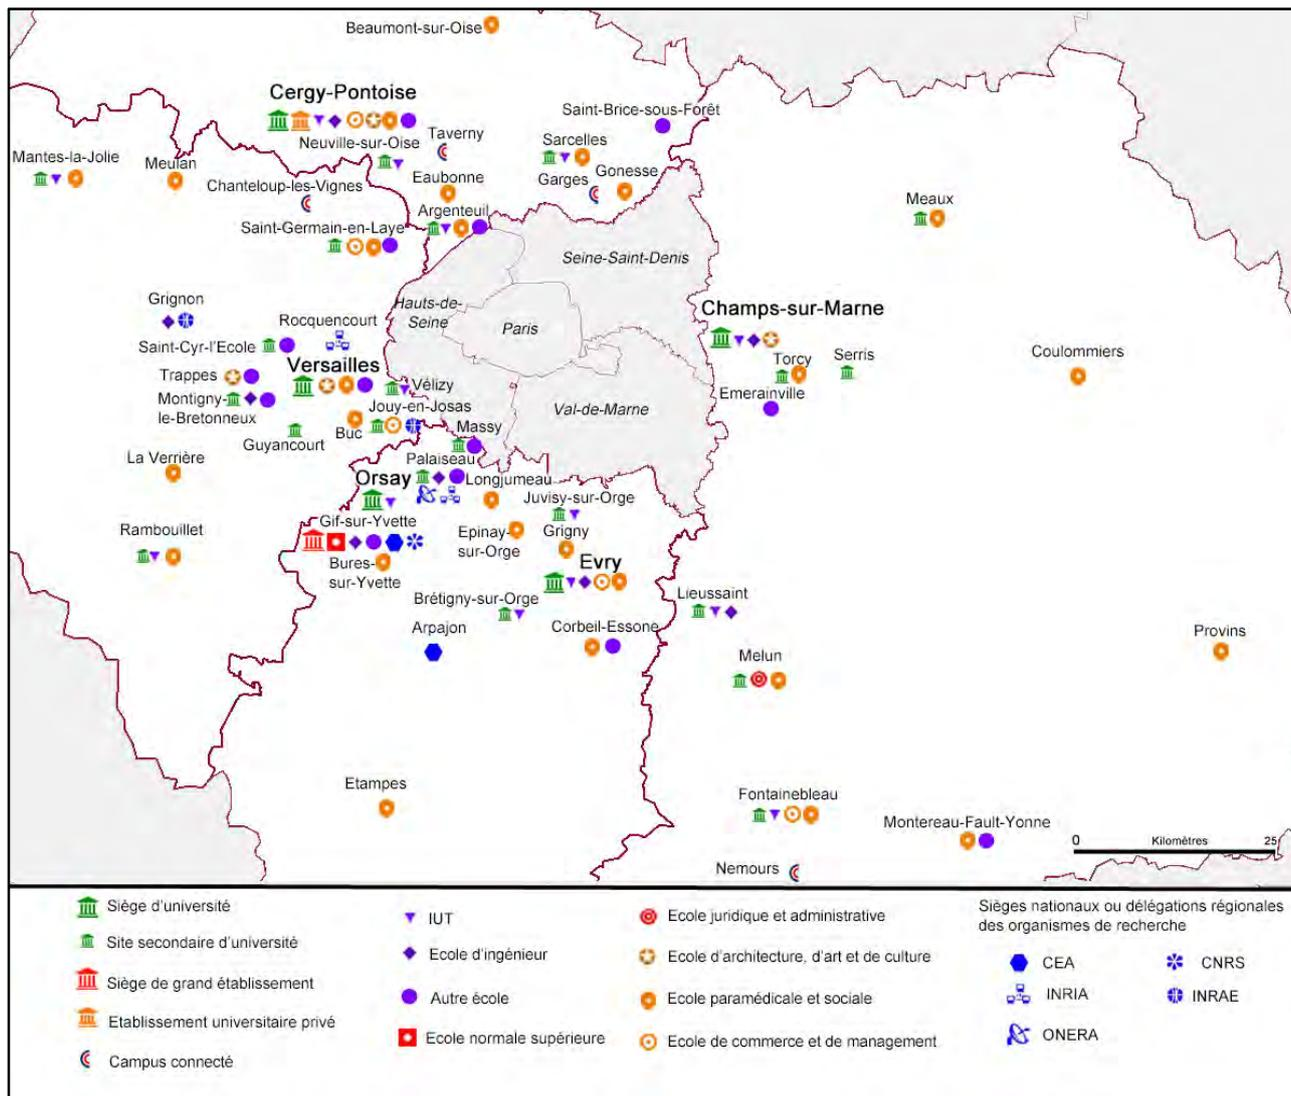 Beaumont-sur-Oise
Cergy-Pontoise
Saint-Brice-sous-Forêt
Neuville-sur-Oise
Taverny
Sarcelles
Mantes-la-Jolie
Meulan
Chanteloup-les-Vignes
Eaubonne
Garges
Gonesse
Meaux
Argenteuil
Saint-Germain-en-Laye
Seine-Saint-Denis
Grignon
Hauts-de-
Seine
Champs-sur-Marne
Rocquencourt
Paris
Saint-Cyr-l'Ecole
Versailles
Torcy
Serris
Coulommiers
Trappes
Vélizy
Emerainville
Montigny-
le-Bretonneux
Jouy-en-Josas
Val-de-Marne
Guyancourt
Buc
Massy
La Verrière
Palaiseau
Orsay
Longjumeau
Juvisy-sur-Orge
Gif-sur-Yvette
Rambouillet
Epinay-
sur-Orge
Grigny
Bures-
sur-Yvette
Evry
Brétigny-sur-Orge
Lieussaint
Arpajon
Corbeil-Essone
Provins
Melun
Etampes
Fontainebleau
Montereau-Fault-Yonne
0 Kilomètres 25
Nemours
Siège d'université
Site secondaire d'université
Siège de grand établissement
Etablissement universitaire privé
Campus connecté
IUT
Ecole d'ingénieur
Autre école
Ecole normale supérieure
Ecole juridique et administrative
Ecole d'architecture, d'art et de culture
Ecole paramédicale et sociale
Ecole de commerce et de management
Sièges nationaux ou délégations régionales
des organismes de recherche
CEA
CNRS
INRIA
INRAE
ONERA